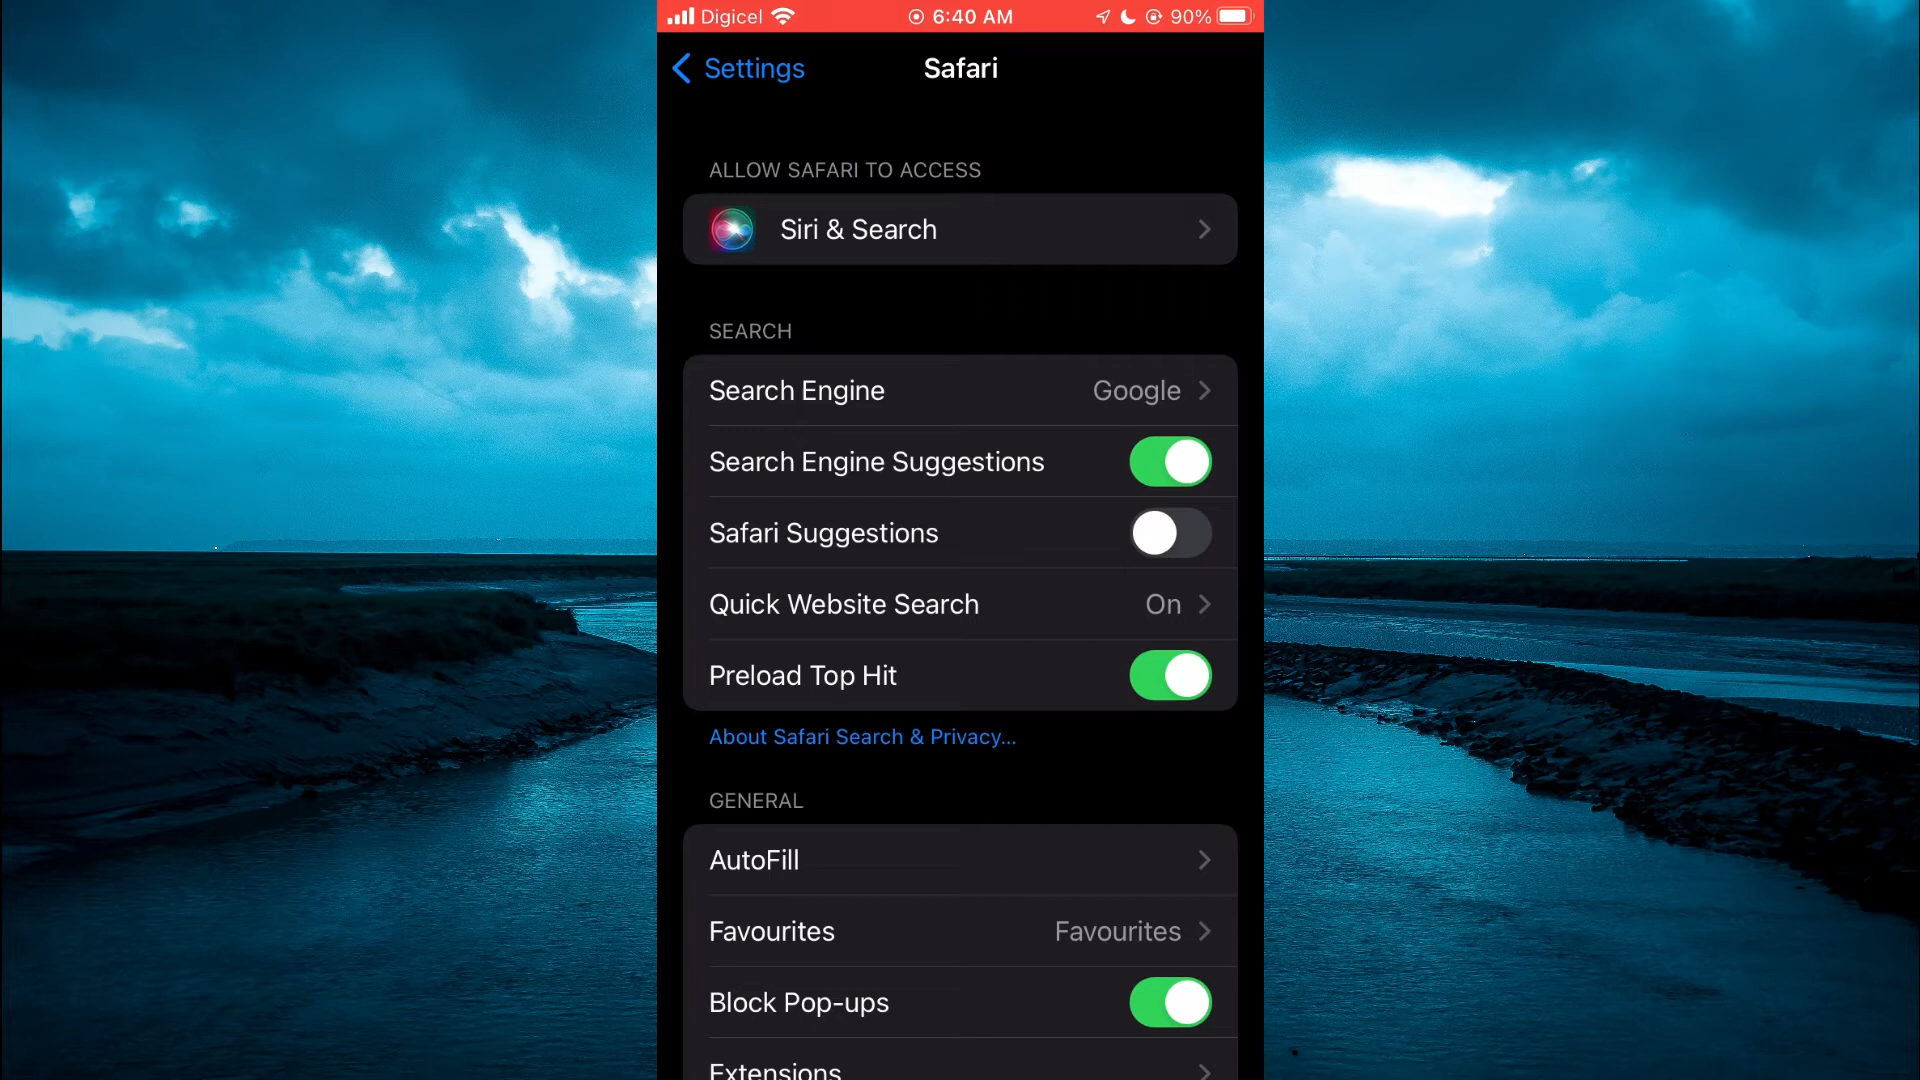 Digicel 6:40 AM 90%
Settings Safari
ALLOW SAFARI TO ACCESS
Siri & Search
SEARCH
Search Engine Google
Search Engine Suggestions
Safari Suggestions
Quick Website Search On
Preload Top Hit
About Safari Search & Privacy...
GENERAL
AutoFill
Favourites Favourites
Block Pop-ups
Extensions